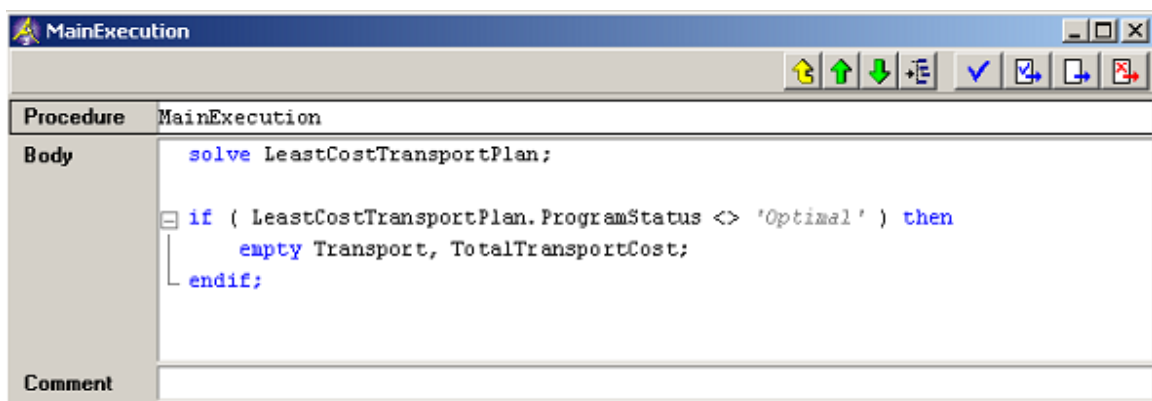 MainExecution
Procedure MainExecution
Body solve LeastCostTransportPlan;
if ( LeastCostTransportPlan.ProgramStatus <> 'Optimal' ) then
empty Transport, TotalTransportCost;
endif;
Comment